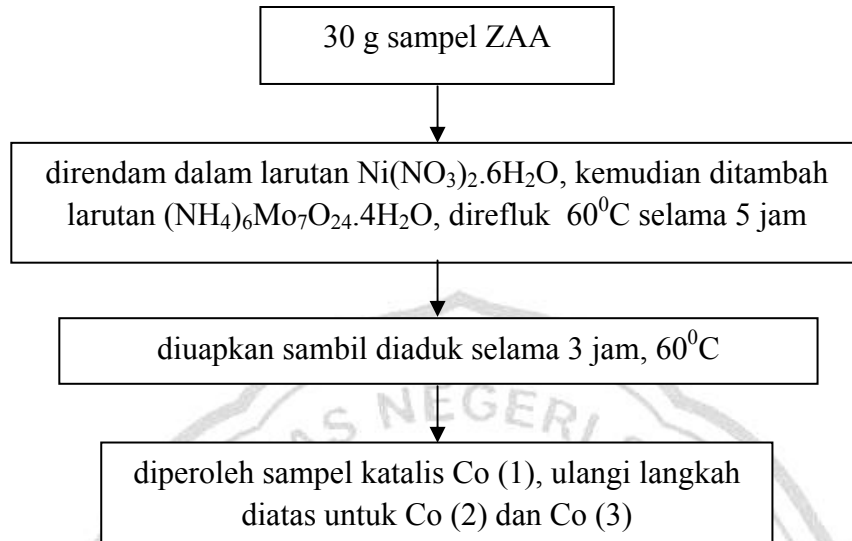 30 g sampel ZAA
direndam dalam larutan Ni(NO₃)₂.6H₂O, kemudian ditambah
larutan (NH₄)₆Mo₇O₂₄.4H₂O, direfluk 60⁰C selama 5 jam
diuapkan sambil diaduk selama 3 jam, 60⁰C
AS NEGERI S
diperoleh sampel katalis Co (1), ulangi langkah
diatas untuk Co (2) dan Co (3)